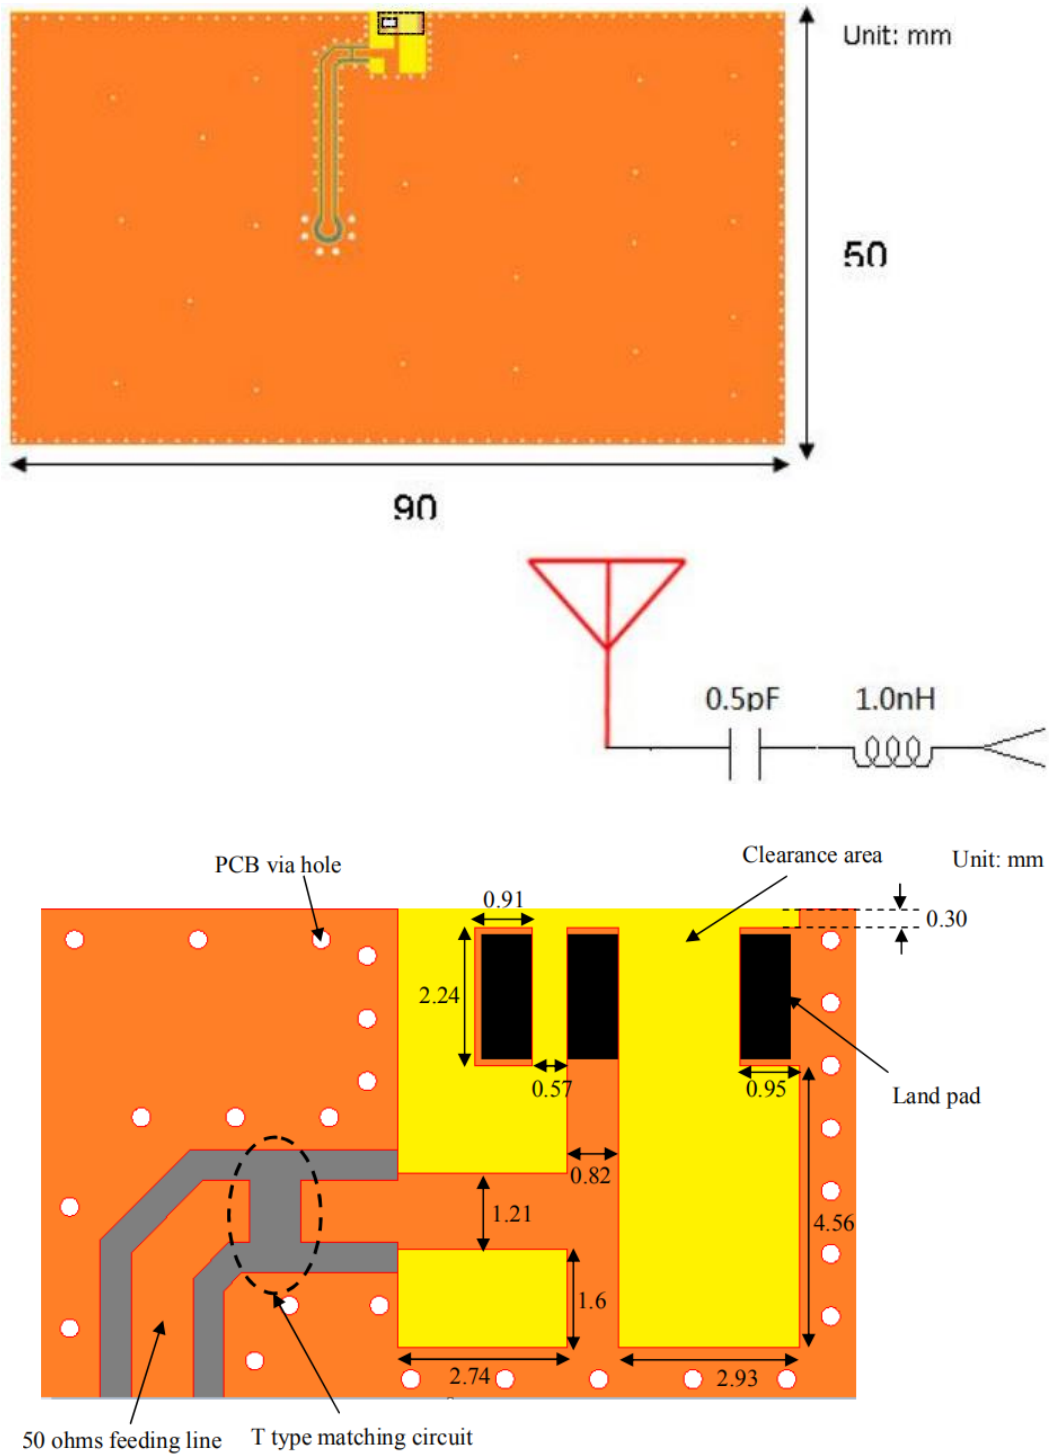 Unit: mm
50
90
0.5pF
1.0nH
PCB via hole
Clearance area
Unit: mm
0.91
0.30
2.24
0.57
0.95
Land pad
0.82
1.21
4.56
1.6
2.74
2.93
50 ohms feeding line
T type matching circuit